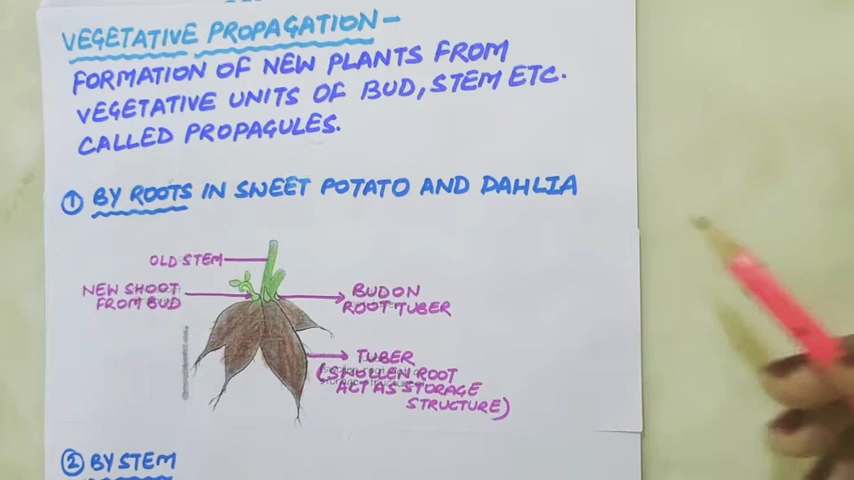 VEGETATIVE PROPAGATION-
FORMATION OF NEW PLANTS FROM
VEGETATIVE UNITS OF BUD, STEM ETC.
CALLED PROPAGULES.
① BY ROOTS IN SWEET POTATO AND DAHLIA
OLD STEM
NEW SHOOT
FROM BUD
BUD ON
ROOT TUBER
TUBER
(SWOLLEN ROOT
ACT AS STORAGE
STRUCTURE)
② BY STEM